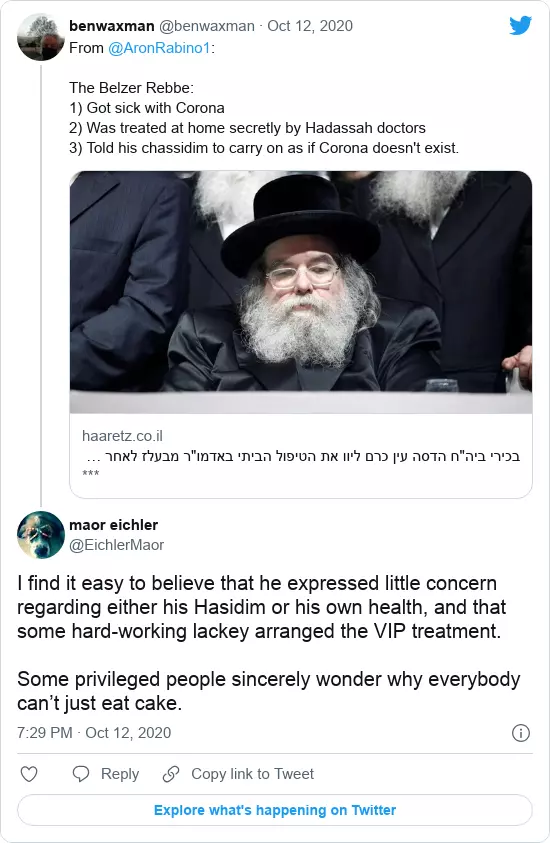 benwaxman @benwaxman · Oct 12, 2020
From @AronRabino1:
The Belzer Rebbe:
1) Got sick with Corona
2) Was treated at home secretly by Hadassah doctors
3) Told his chassidim to carry on as if Corona doesn't exist.
haaretz.co.il
בכירי ביה"ח הדסה עין כרם ליוו את הטיפול הביתי באדמו"ר מבעלז לאחר ...
***
maor eichler
@EichlerMaor
I find it easy to believe that he expressed little concern
regarding either his Hasidim or his own health, and that
some hard-working lackey arranged the VIP treatment.
Some privileged people sincerely wonder why everybody
can’t just eat cake.
7:29 PM · Oct 12, 2020
Reply Copy link to Tweet
Explore what's happening on Twitter